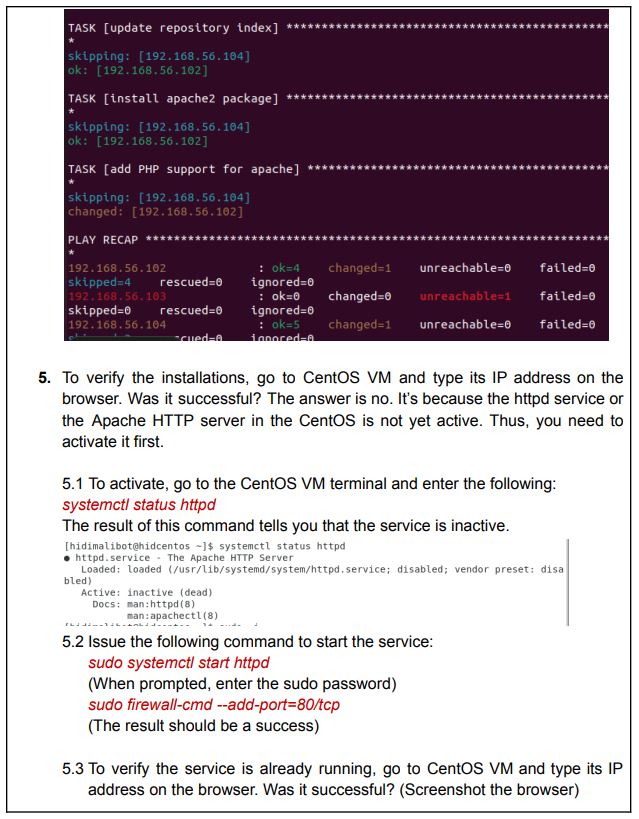 TASK [update repository index] ***********************************************
*
skipping: [192.168.56.104]
ok: [192.168.56.102]
TASK [install apache2 package] ***********************************************
*
skipping: [192.168.56.104]
ok: [192.168.56.102]
TASK [add PHP support for apache] ********************************************
*
skipping: [192.168.56.104]
changed: [192.168.56.102]
PLAY RECAP *******************************************************************
*
192.168.56.102 : ok=4 changed=1 unreachable=0 failed=0
skipped=4 rescued=0 ignored=0
192.168.56.103 : ok=0 changed=0 unreachable=1 failed=0
skipped=0 rescued=0 ignored=0
192.168.56.104 : ok=5 changed=1 unreachable=0 failed=0
ignored=0
5. To verify the installations, go to CentOS VM and type its IP address on the
browser. Was it successful? The answer is no. It's because the httpd service or
the Apache HTTP server in the CentOS is not yet active. Thus, you need to
activate it first.
5.1 To activate, go to the CentOS VM terminal and enter the following:
systemctl status httpd
The result of this command tells you that the service is inactive.
[hidimalibot@hidcentos ~]$ systemctl status httpd
● httpd.service - The Apache HTTP Server
Loaded: loaded (/usr/lib/systemd/system/httpd.service; disabled; vendor preset: disa
bled)
Active: inactive (dead)
Docs: man:httpd(8)
man:apachectl(8)
5.2 Issue the following command to start the service:
sudo systemctl start httpd
(When prompted, enter the sudo password)
sudo firewall-cmd --add-port=80/tcp
(The result should be a success)
5.3 To verify the service is already running, go to CentOS VM and type its IP
address on the browser. Was it successful? (Screenshot the browser)